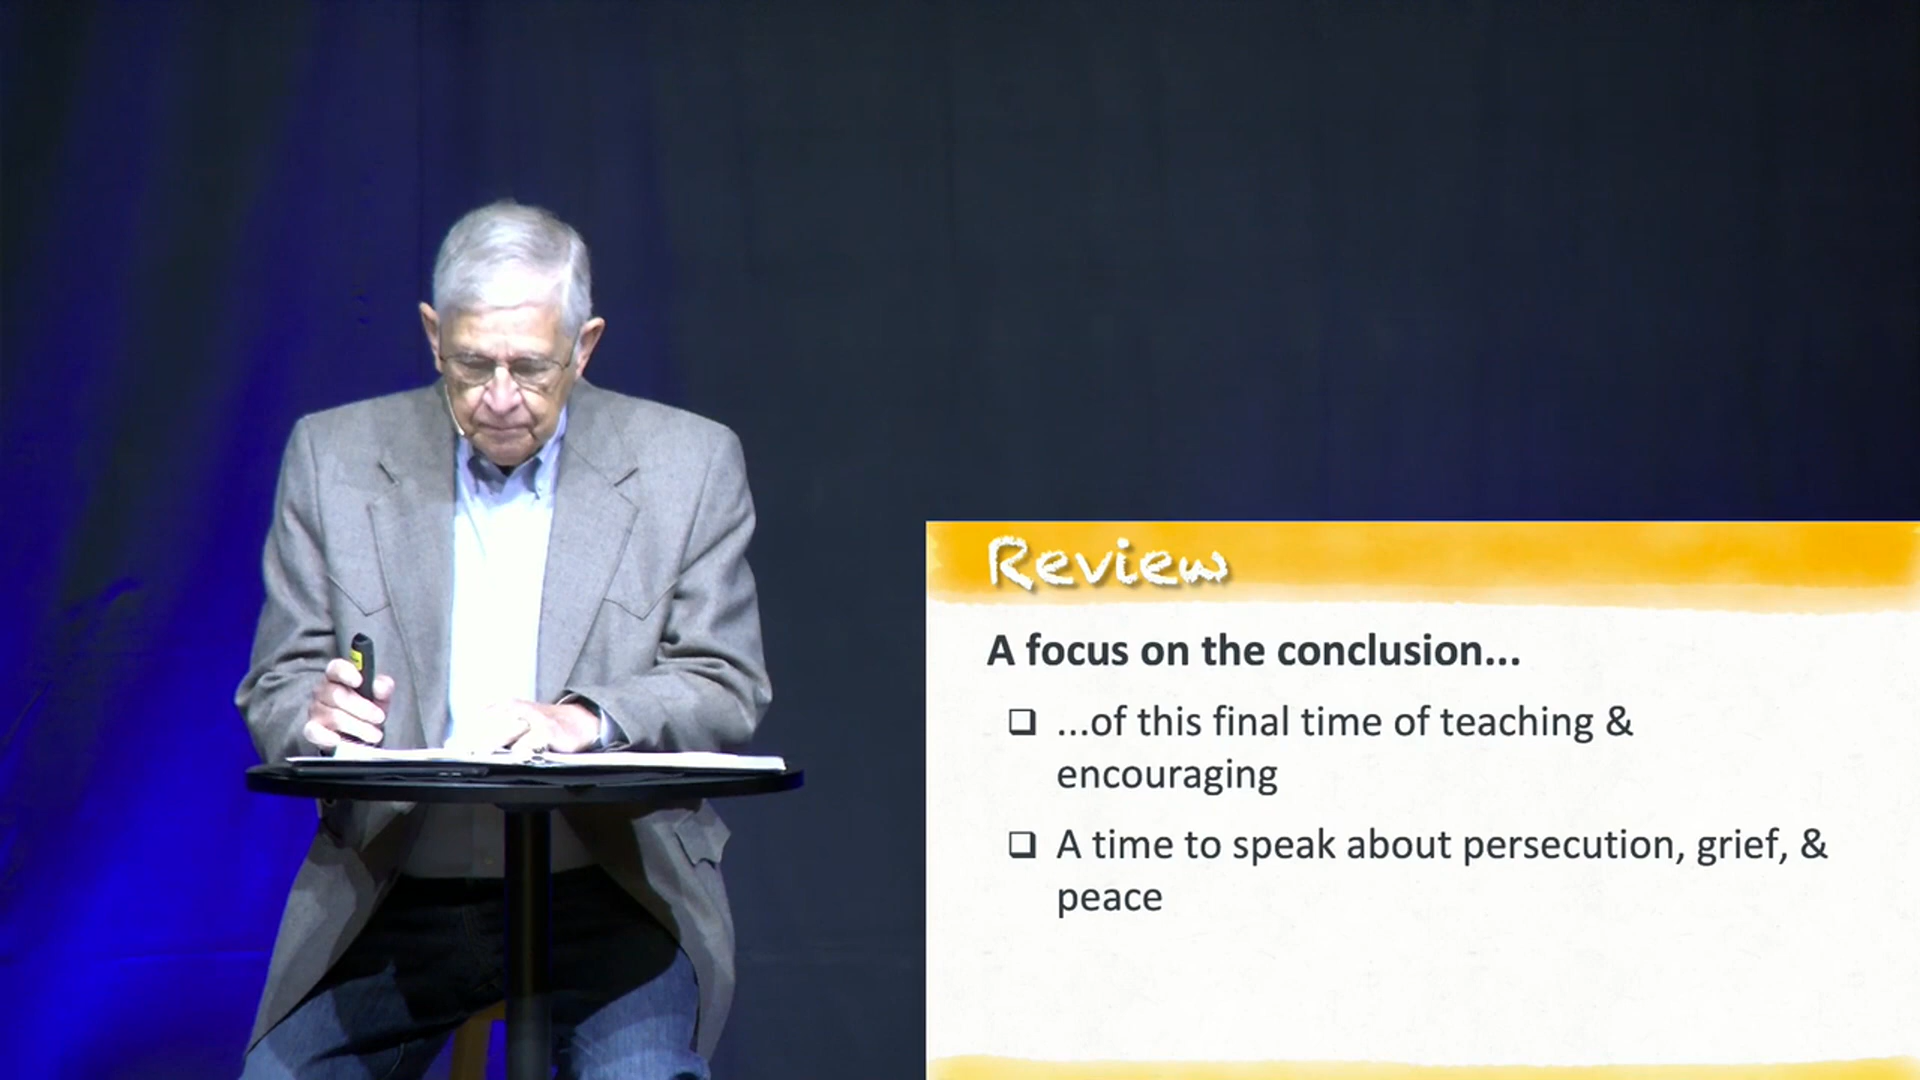 Review
A focus on the conclusion...
...of this final time of teaching &
encouraging
A time to speak about persecution, grief, &
peace